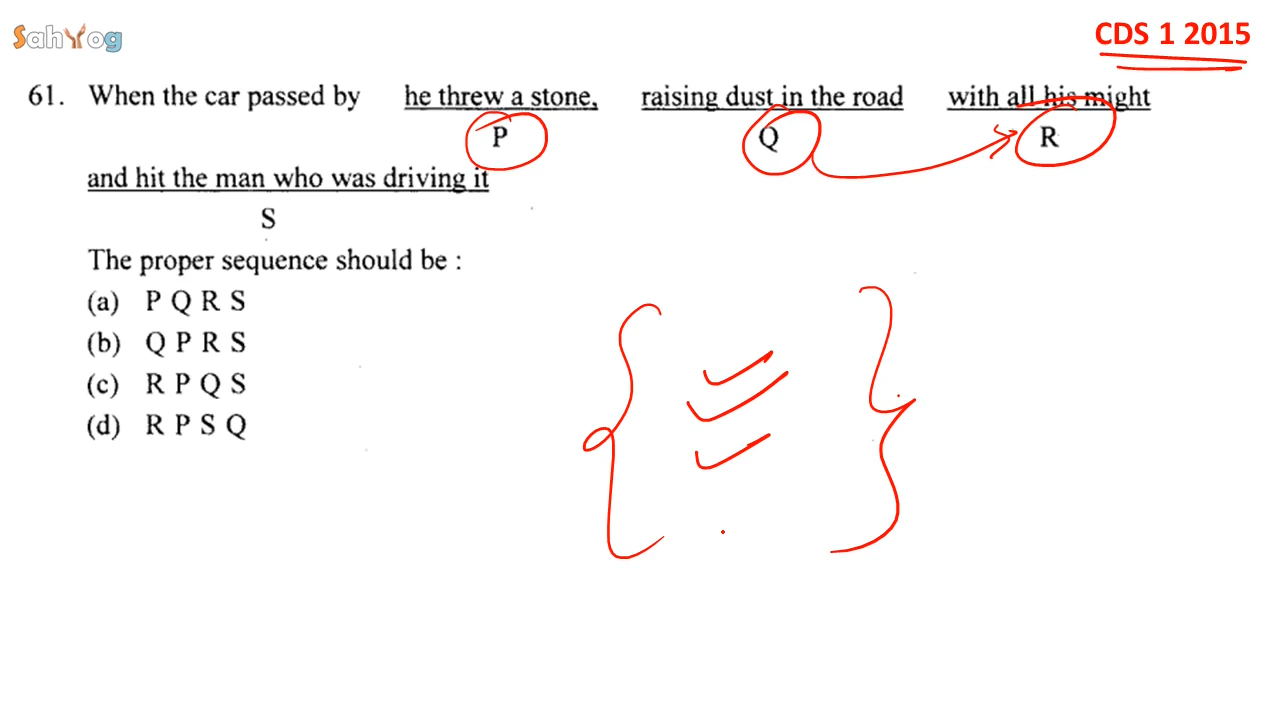 SahYog
CDS 1 2015
61. When the car passed by he threw a stone, raising dust in the road with all his might
P Q R
and hit the man who was driving it
S
The proper sequence should be :
(a) P Q R S
(b) Q P R S
(c) R P Q S
(d) R P S Q